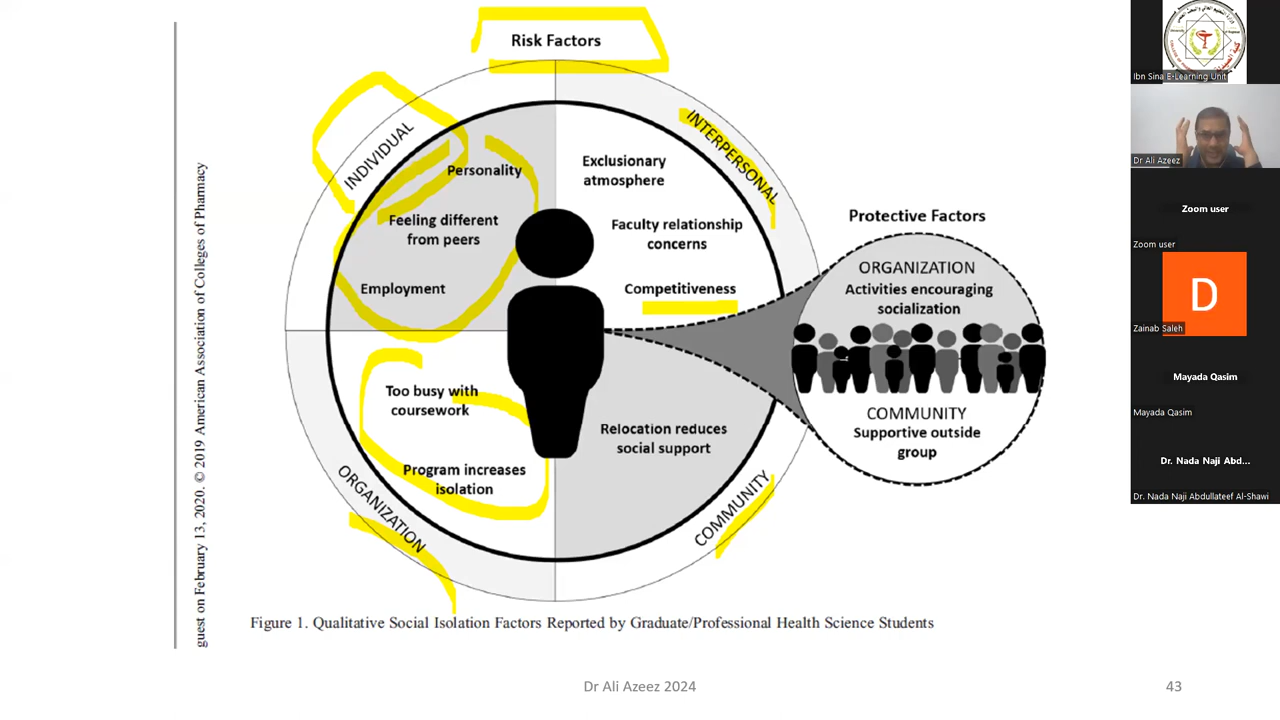 guest on February 13, 2020. © 2019 American Association of Colleges of Pharmacy
Risk Factors
INDIVIDUAL
Personality
Feeling different
from peers
Employment
INTERPERSONAL
Exclusionary
atmosphere
Faculty relationship
concerns
Competitiveness
Too busy with
coursework
Program increases
isolation
ORGANIZATION
Relocation reduces
social support
COMMUNITY
Protective Factors
ORGANIZATION
Activities encouraging
socialization
COMMUNITY
Supportive outside
group
Figure 1. Qualitative Social Isolation Factors Reported by Graduate/Professional Health Science Students
Dr Ali Azeez 2024
43
Ibn Sina E-Learning Unit
Dr Ali Azeez
Zoom user
Zoom user
D
Zainab Saleh
Mayada Qasim
Mayada Qasim
Dr. Nada Naji Abd...
Dr. Nada Naji Abdullateef Al-Shawi